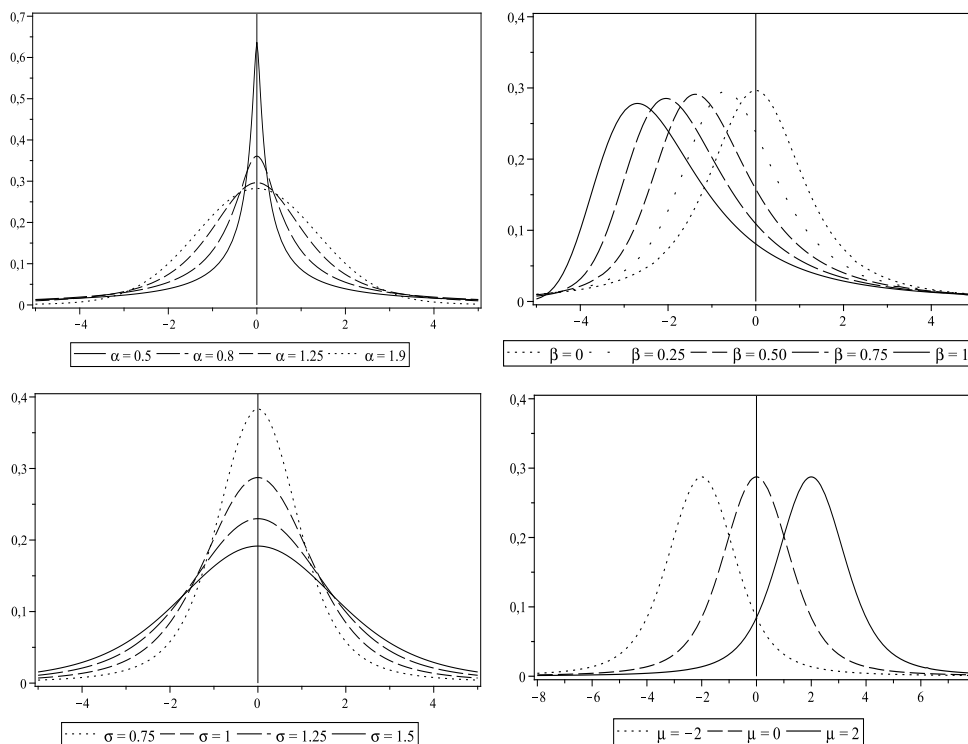 0,7
0,6
0,5
0,4
0,3
0,2
0,1
0
−4 −2 0 2 4
α = 0.5 α = 0.8 α = 1.25 α = 1.9
0,4
0,3
0,2
0,1
0
−4 −2 0 2 4
β = 0 β = 0.25 β = 0.50 β = 0.75 β = 1
0,4
0,3
0,2
0,1
0
−4 −2 0 2 4
σ = 0.75 σ = 1 σ = 1.25 σ = 1.5
0,4
0,3
0,2
0,1
0
−8 −6 −4 −2 0 2 4 6
μ = −2 μ = 0 μ = 2